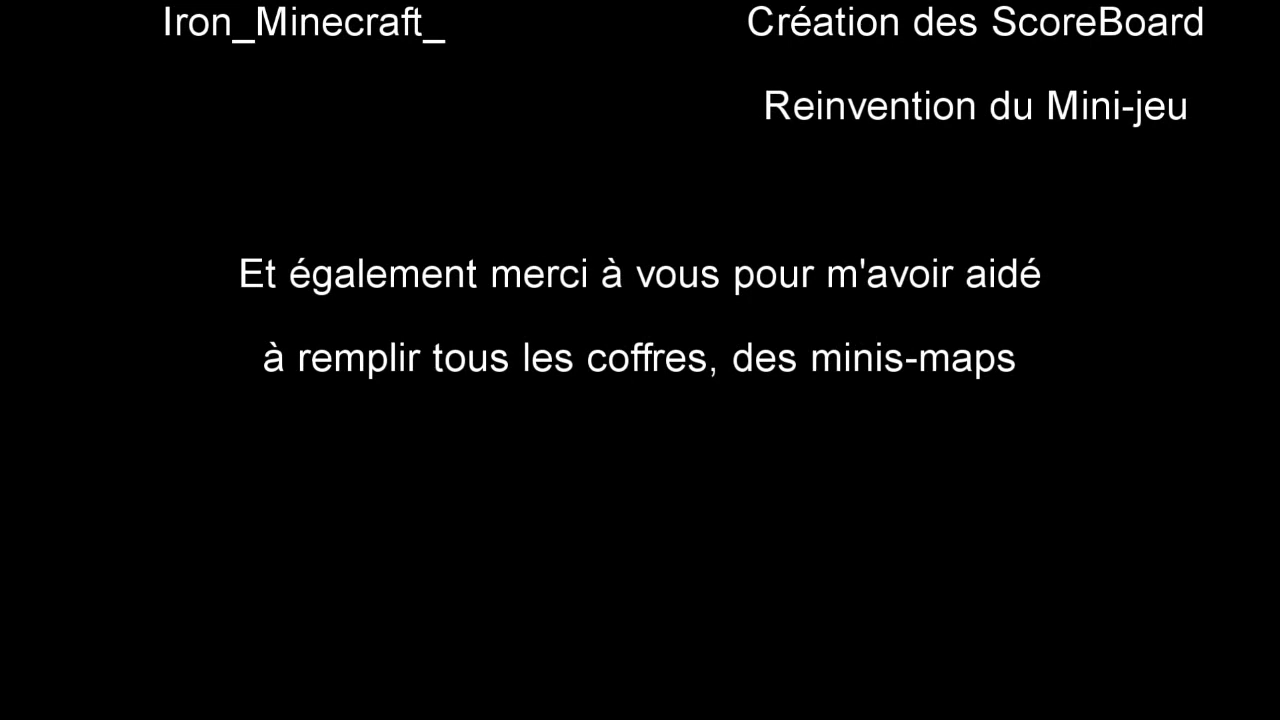 Iron_Minecraft_ Création des ScoreBoard
Reinvention du Mini-jeu
Et également merci à vous pour m'avoir aidé
à remplir tous les coffres, des minis-maps